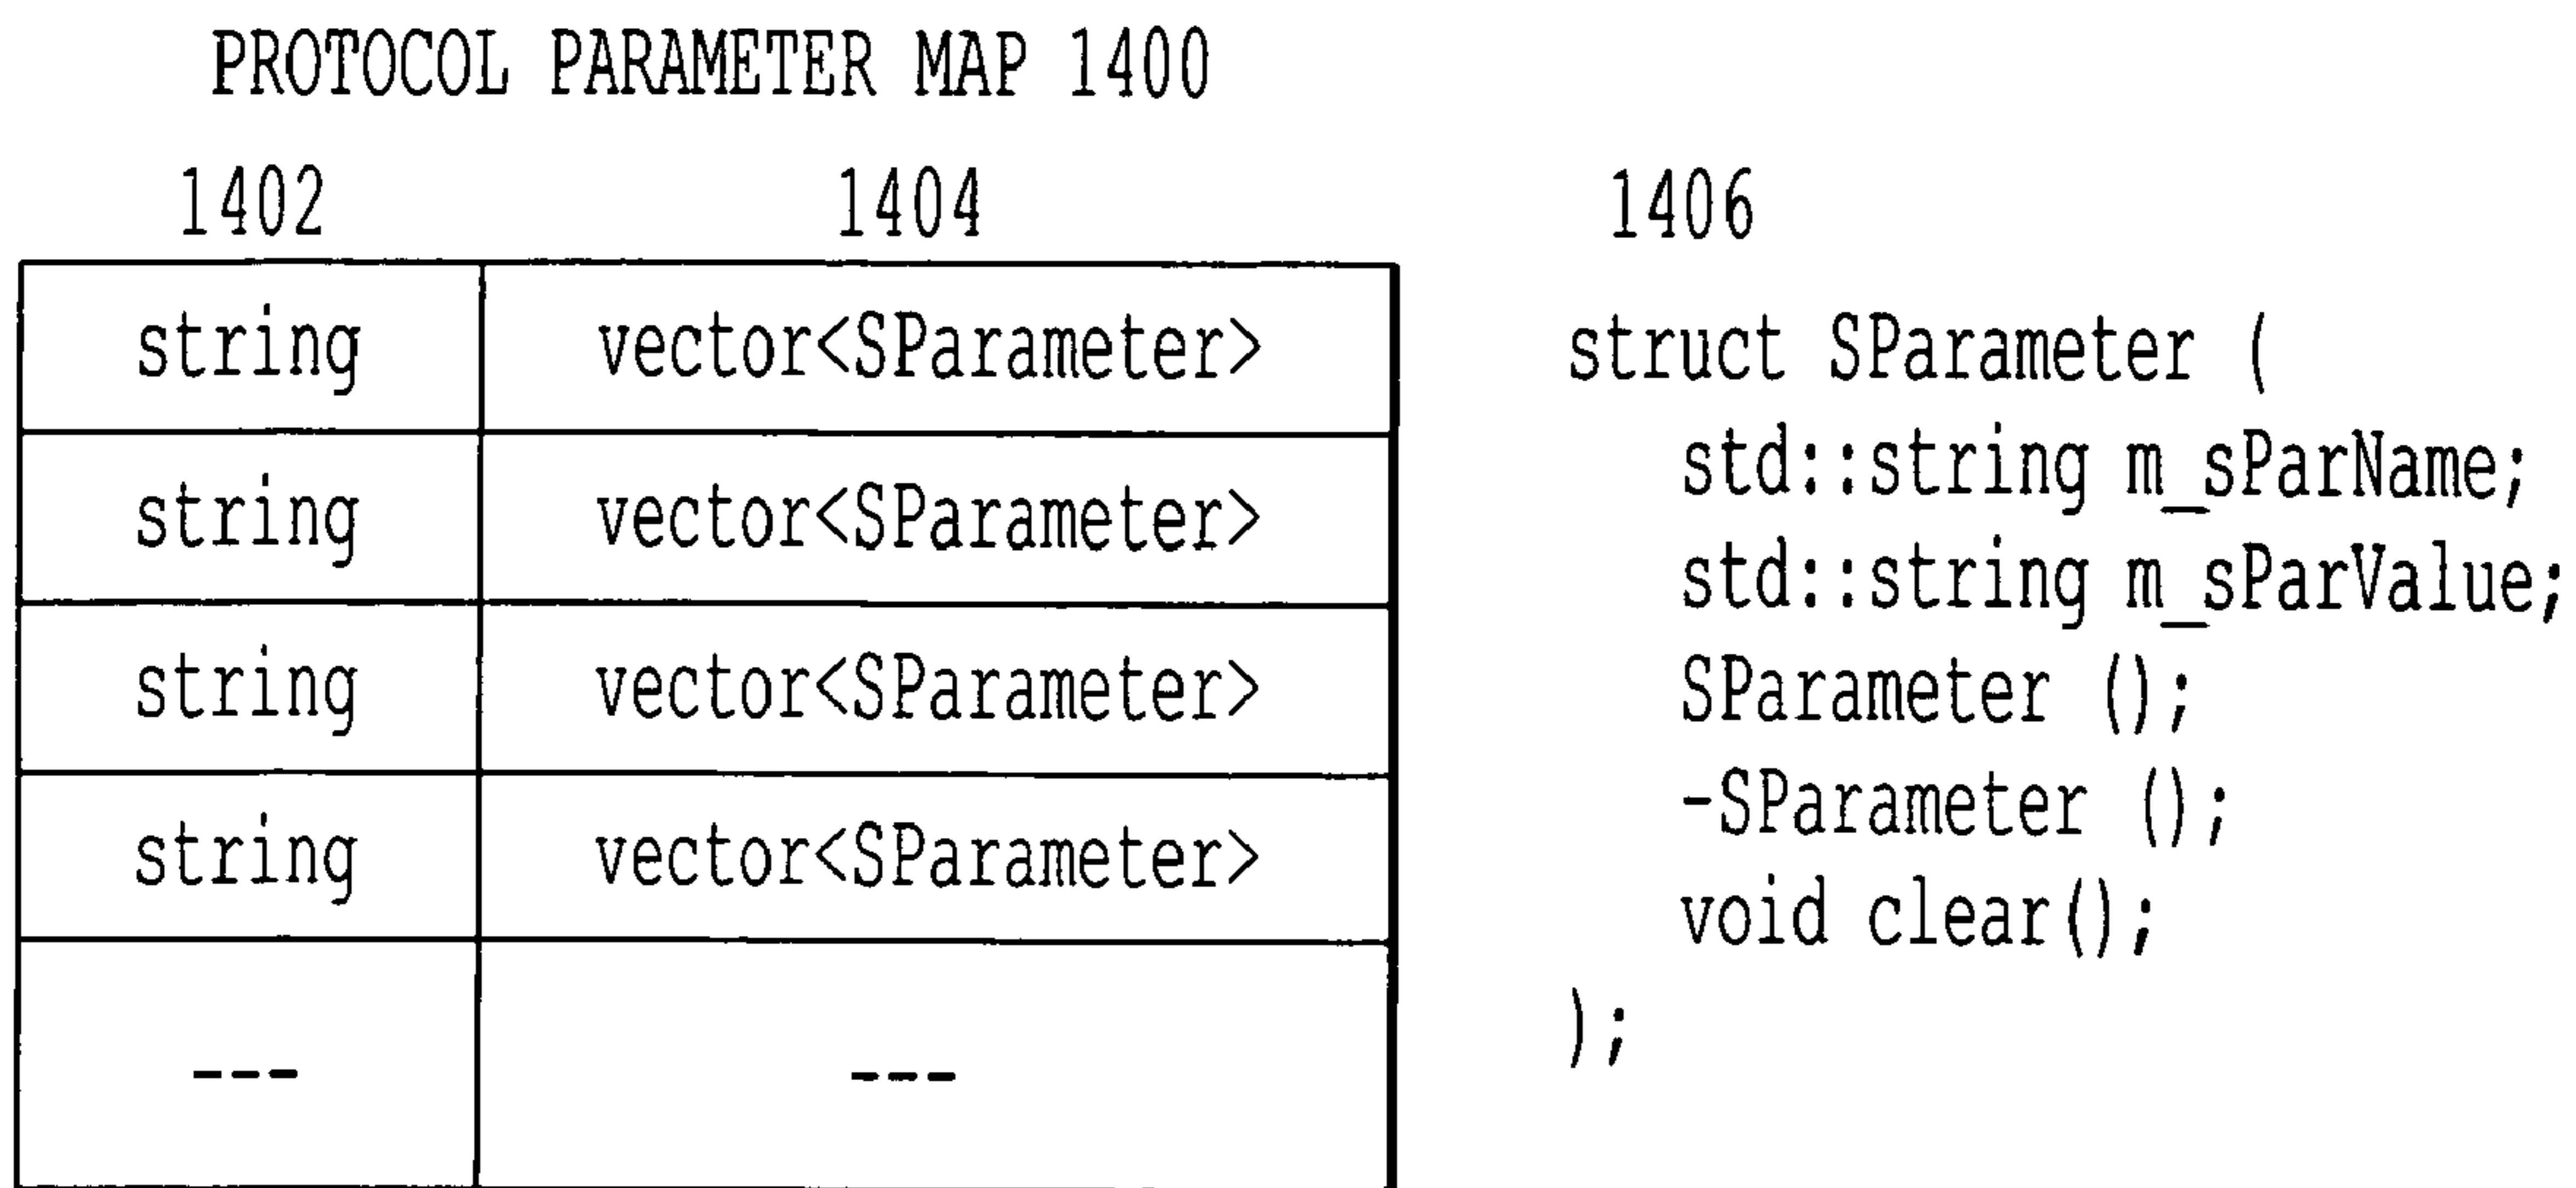 PROTOCOL PARAMETER MAP 1400
1402 1404 1406
string vector<SParameter>
string vector<SParameter>
string vector<SParameter>
string vector<SParameter>
--- ---
struct SParameter (
std::string m_sParName;
std::string m_sParValue;
SParameter ();
-SParameter ();
void clear();
);